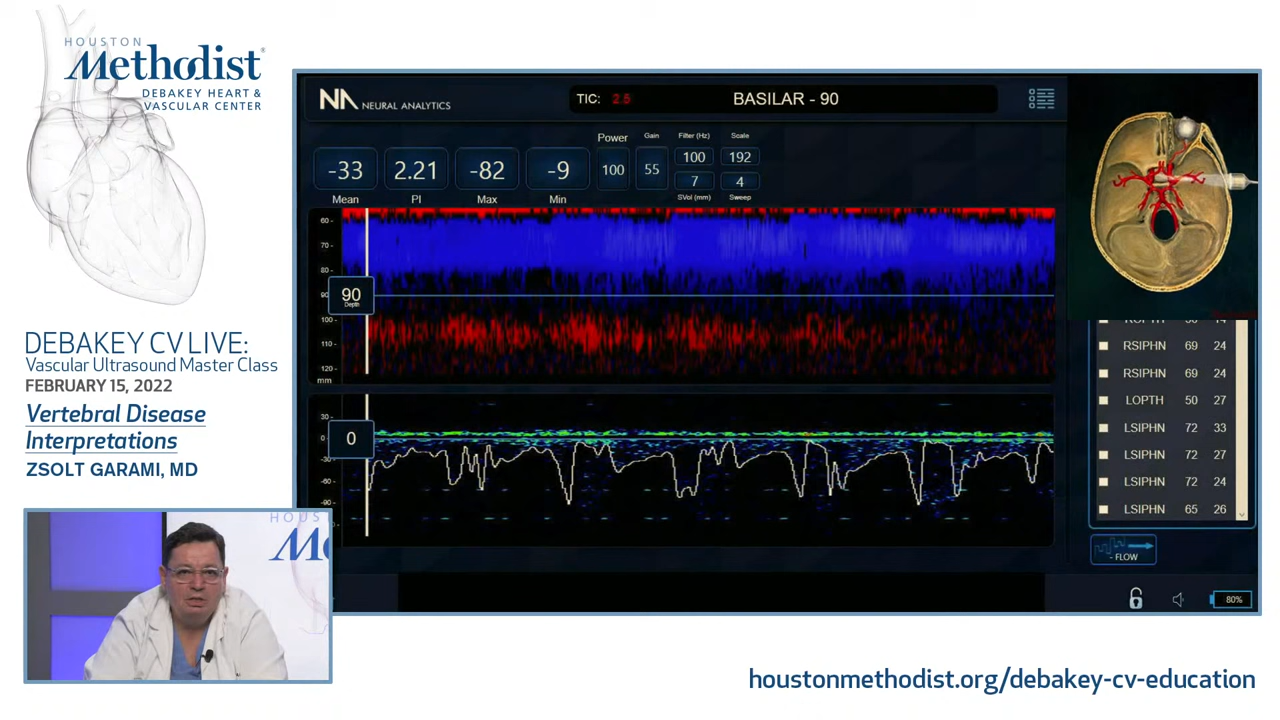 HOUSTON
Methodist®
DEBAKEY HEART &
VASCULAR CENTER
DEBAKEY CV LIVE:
Vascular Ultrasound Master Class
FEBRUARY 15, 2022
Vertebral Disease
Interpretations
ZSOLT GARAMI, MD
NEURAL ANALYTICS
TIC: 2.5
BASILAR - 90
-33
Mean
2.21
PI
-82
Max
-9
Min
Power
100
Gain
55
Filter (Hz)
100
7
SVol (mm)
Scale
192
4
Sweep
60 -
70 -
80 -
90
Depth
100 -
110 -
120 -
mm
30 -
0 -
0
-30 -
-60 -
-90 -
RSIPHN 69 24
RSIPHN 69 24
LOPTH 50 27
LSIPHN 72 33
LSIPHN 72 27
LSIPHN 72 24
LSIPHN 65 26
- FLOW
80%
HOUS
M
houstonmethodist.org/debakey-cv-education